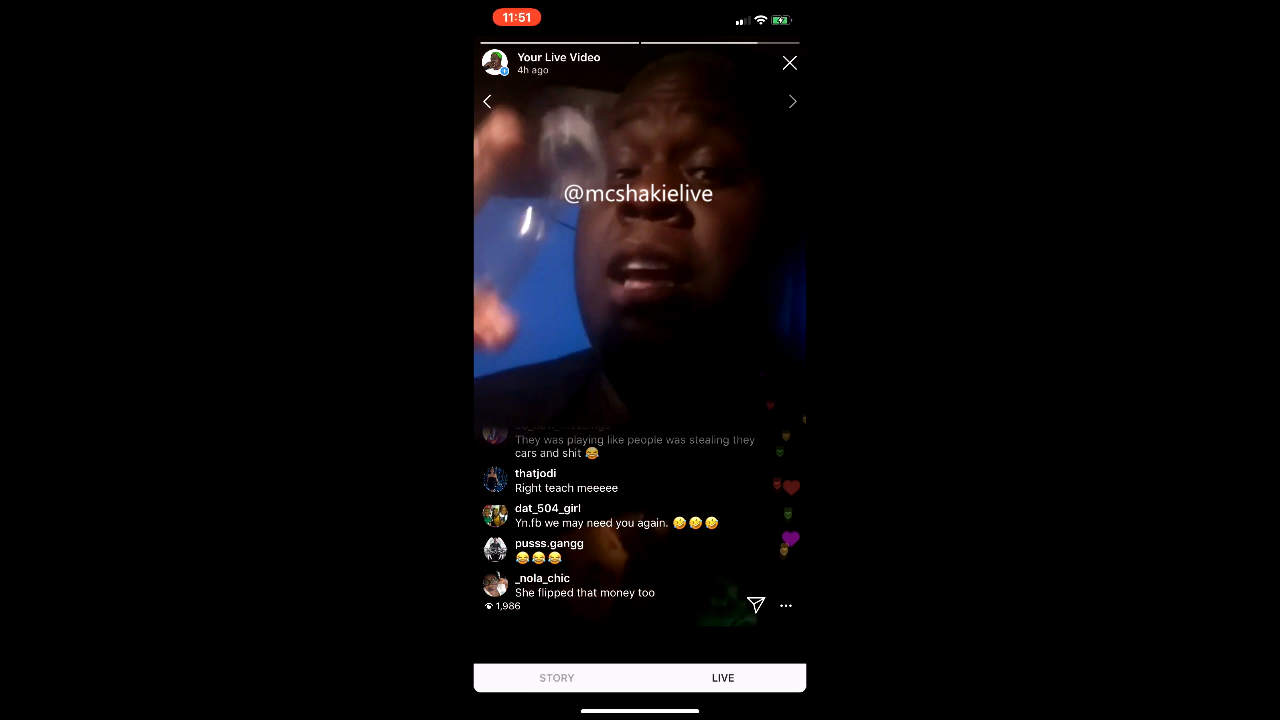 11:51
Your Live Video
4h ago
@mcshakielive
They was playing like people was stealing they
cars and shit 😂
thatjodi
Right teach meeeee
dat_504_girl
Yn.fb we may need you again. 🤣🤣🤣
pusss.gangg
😂😂😂
_nola_chic
She flipped that money too
1,986
STORY
LIVE